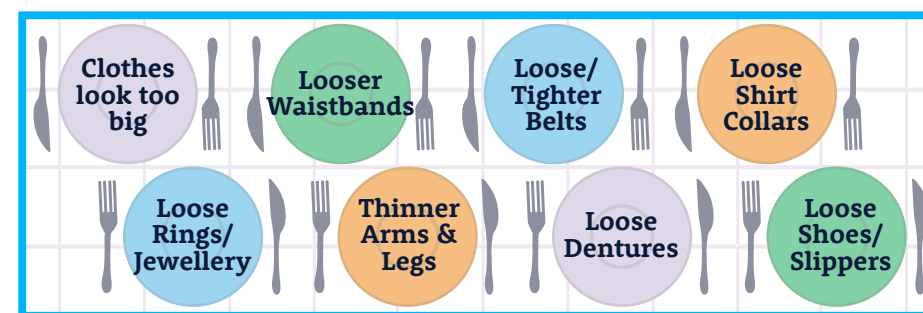 Clothes
look too
big
Looser
Waistbands
Loose/
Tighter
Belts
Loose
Shirt
Collars
Loose
Rings/
Jewellery
Thinner
Arms &
Legs
Loose
Dentures
Loose
Shoes/
Slippers